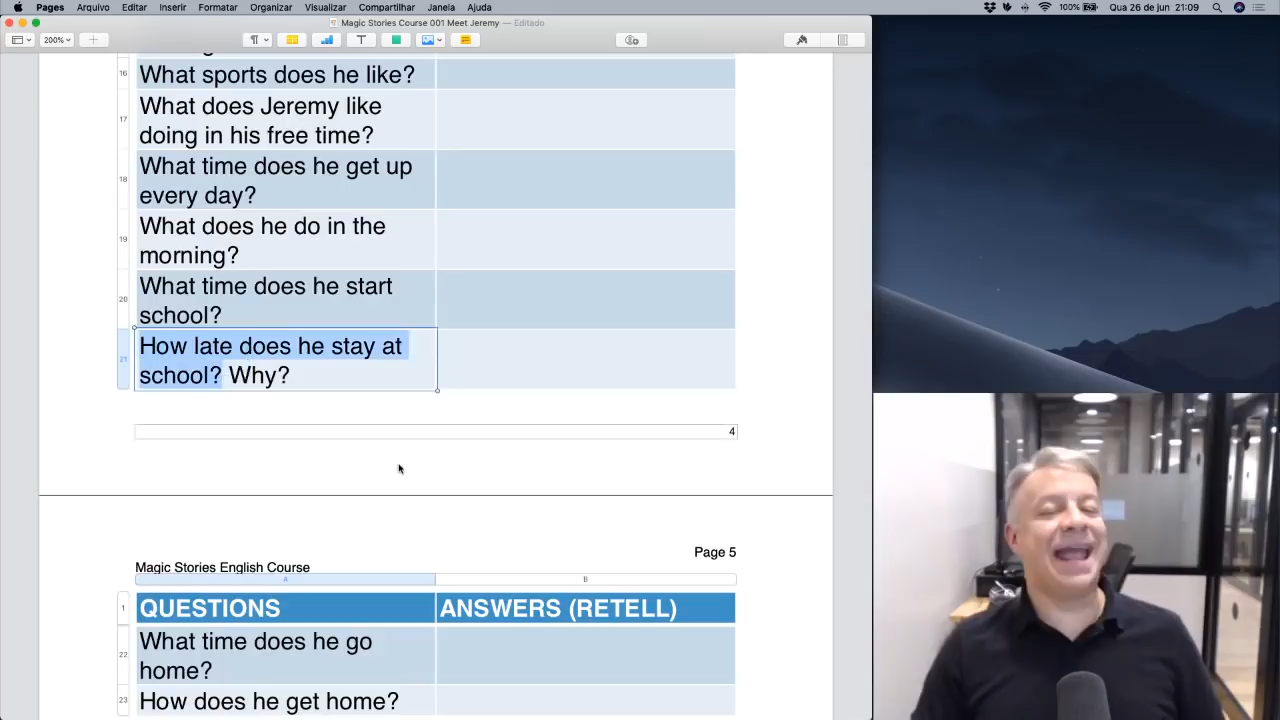 Pages Arquivo Editar Inserir Formatar Organizar Visualizar Compartilhar Janela Ajuda 100% Qua 26 de jun 21:09
Magic Stories Course 001 Meet Jeremy — Editado
200%
16 What sports does he like?
17 What does Jeremy like
doing in his free time?
18 What time does he get up
every day?
19 What does he do in the
morning?
20 What time does he start
school?
21 How late does he stay at
school? Why?
4
Page 5
Magic Stories English Course
A B
1 QUESTIONS ANSWERS (RETELL)
22 What time does he go
home?
23 How does he get home?